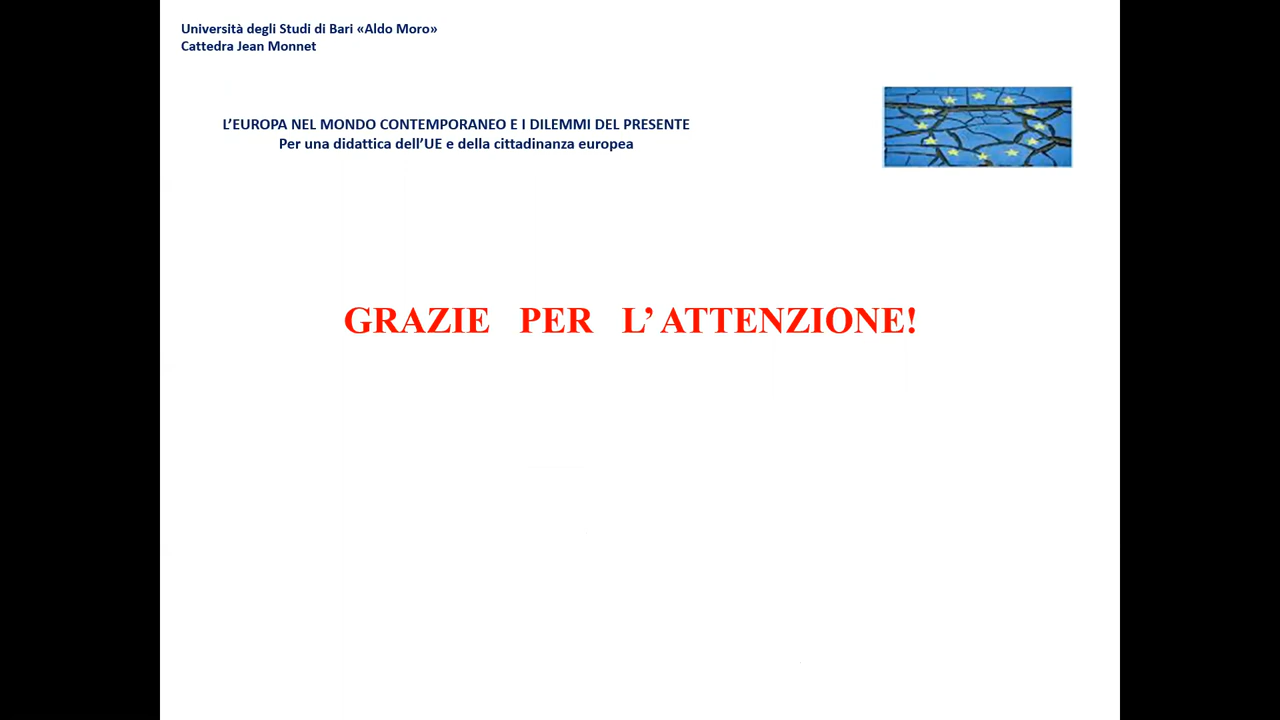 Università degli Studi di Bari «Aldo Moro»
Cattedra Jean Monnet
L’EUROPA NEL MONDO CONTEMPORANEO E I DILEMMI DEL PRESENTE
Per una didattica dell’UE e della cittadinanza europea
GRAZIE PER L’ ATTENZIONE!